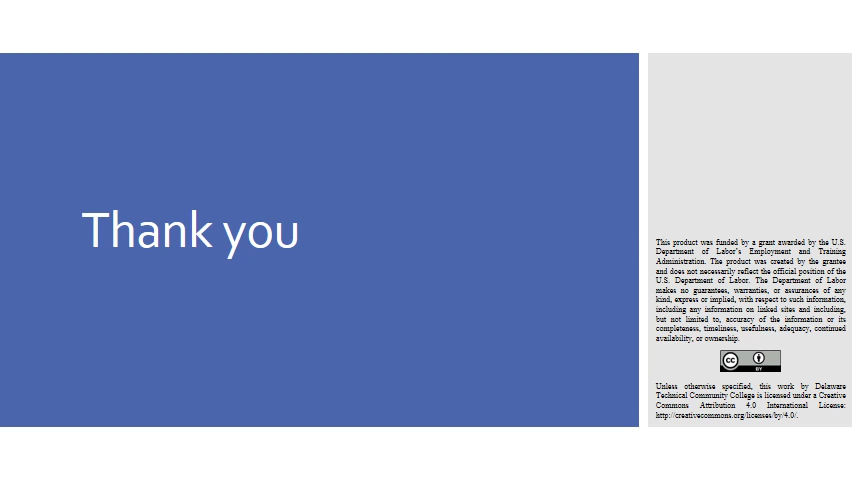 Thank you
This product was funded by a grant awarded by the U.S.
Department of Labor's Employment and Training
Administration. The product was created by the grantee
and does not necessarily reflect the official position of the
U.S. Department of Labor. The Department of Labor
makes no guarantees, warranties, or assurances of any
kind, express or implied, with respect to such information,
including any information on linked sites and including,
but not limited to, accuracy of the information or its
completeness, timeliness, usefulness, adequacy, continued
availability, or ownership.
cc
BY
Unless otherwise specified, this work by Delaware
Technical Community College is licensed under a Creative
Commons Attribution 4.0 International License:
http://creativecommons.org/licenses/by/4.0/.